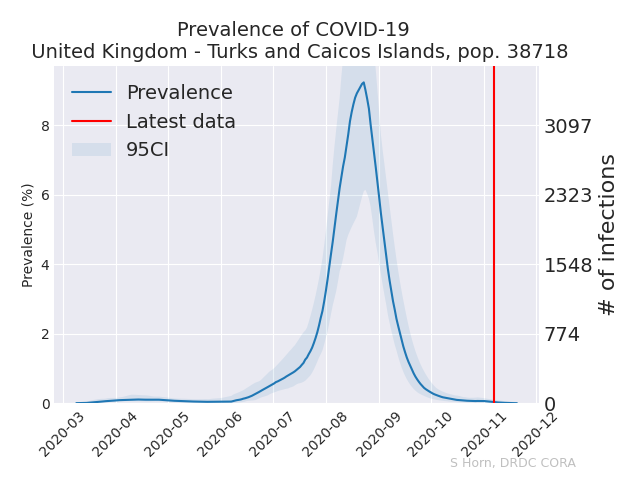 Prevalence of COVID-19
United Kingdom - Turks and Caicos Islands, pop. 38718
Prevalence
Latest data
95CI
Prevalence (%)
8
6
4
2
0
3097
2323
1548
774
0
# of infections
2020-03
2020-04
2020-05
2020-06
2020-07
2020-08
2020-09
2020-10
2020-11
2020-12
S Horn, DRDC CORA